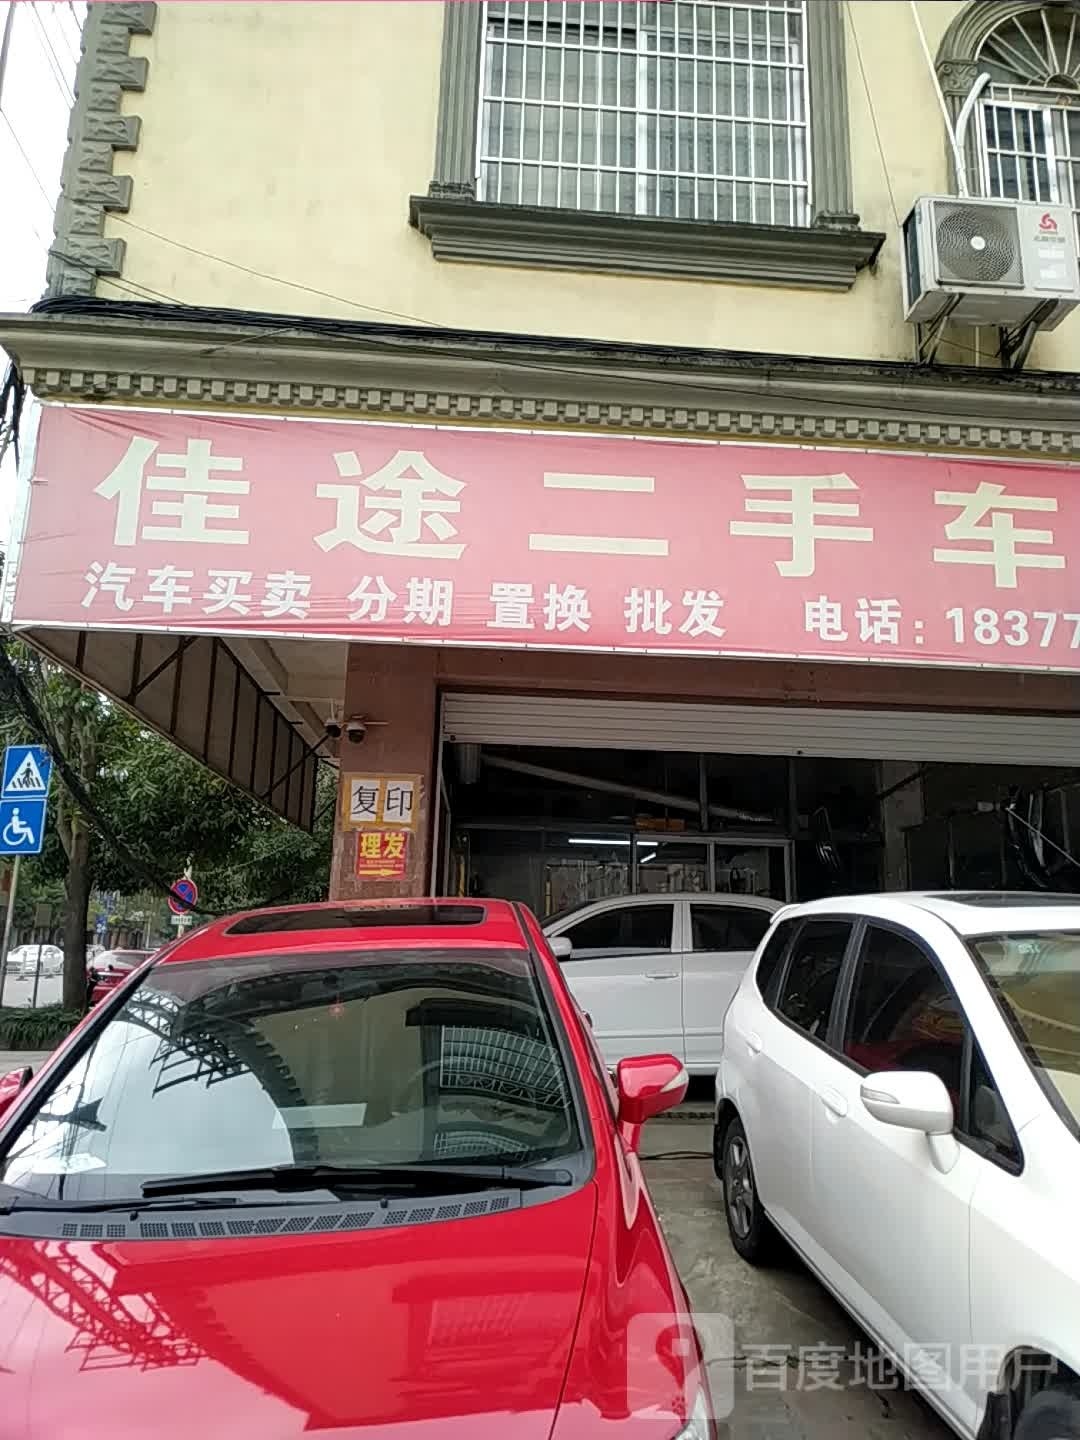 佳途二手车
汽车买卖 分期 置换 批发 电话：18377
复印
理发
百度地图用户